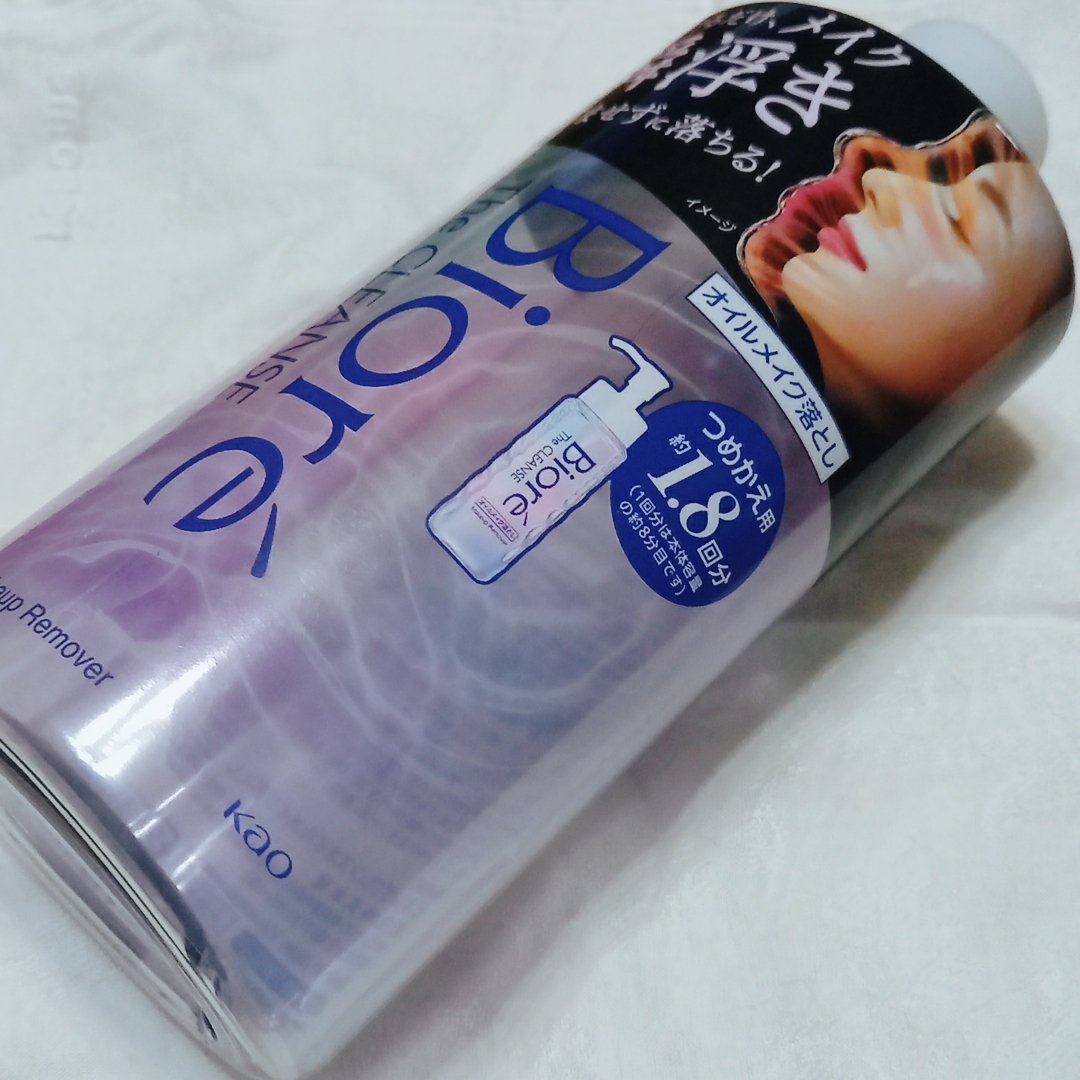 メイク
浮き
せずに落ちる!
イメージ
オイルメイク落とし
つめかえ用
約1.8回分
(1回分は本体容量
の約8分目です)
Bioré
The CLEANSE
Bioré
The CLEANSE
Remover
Kao